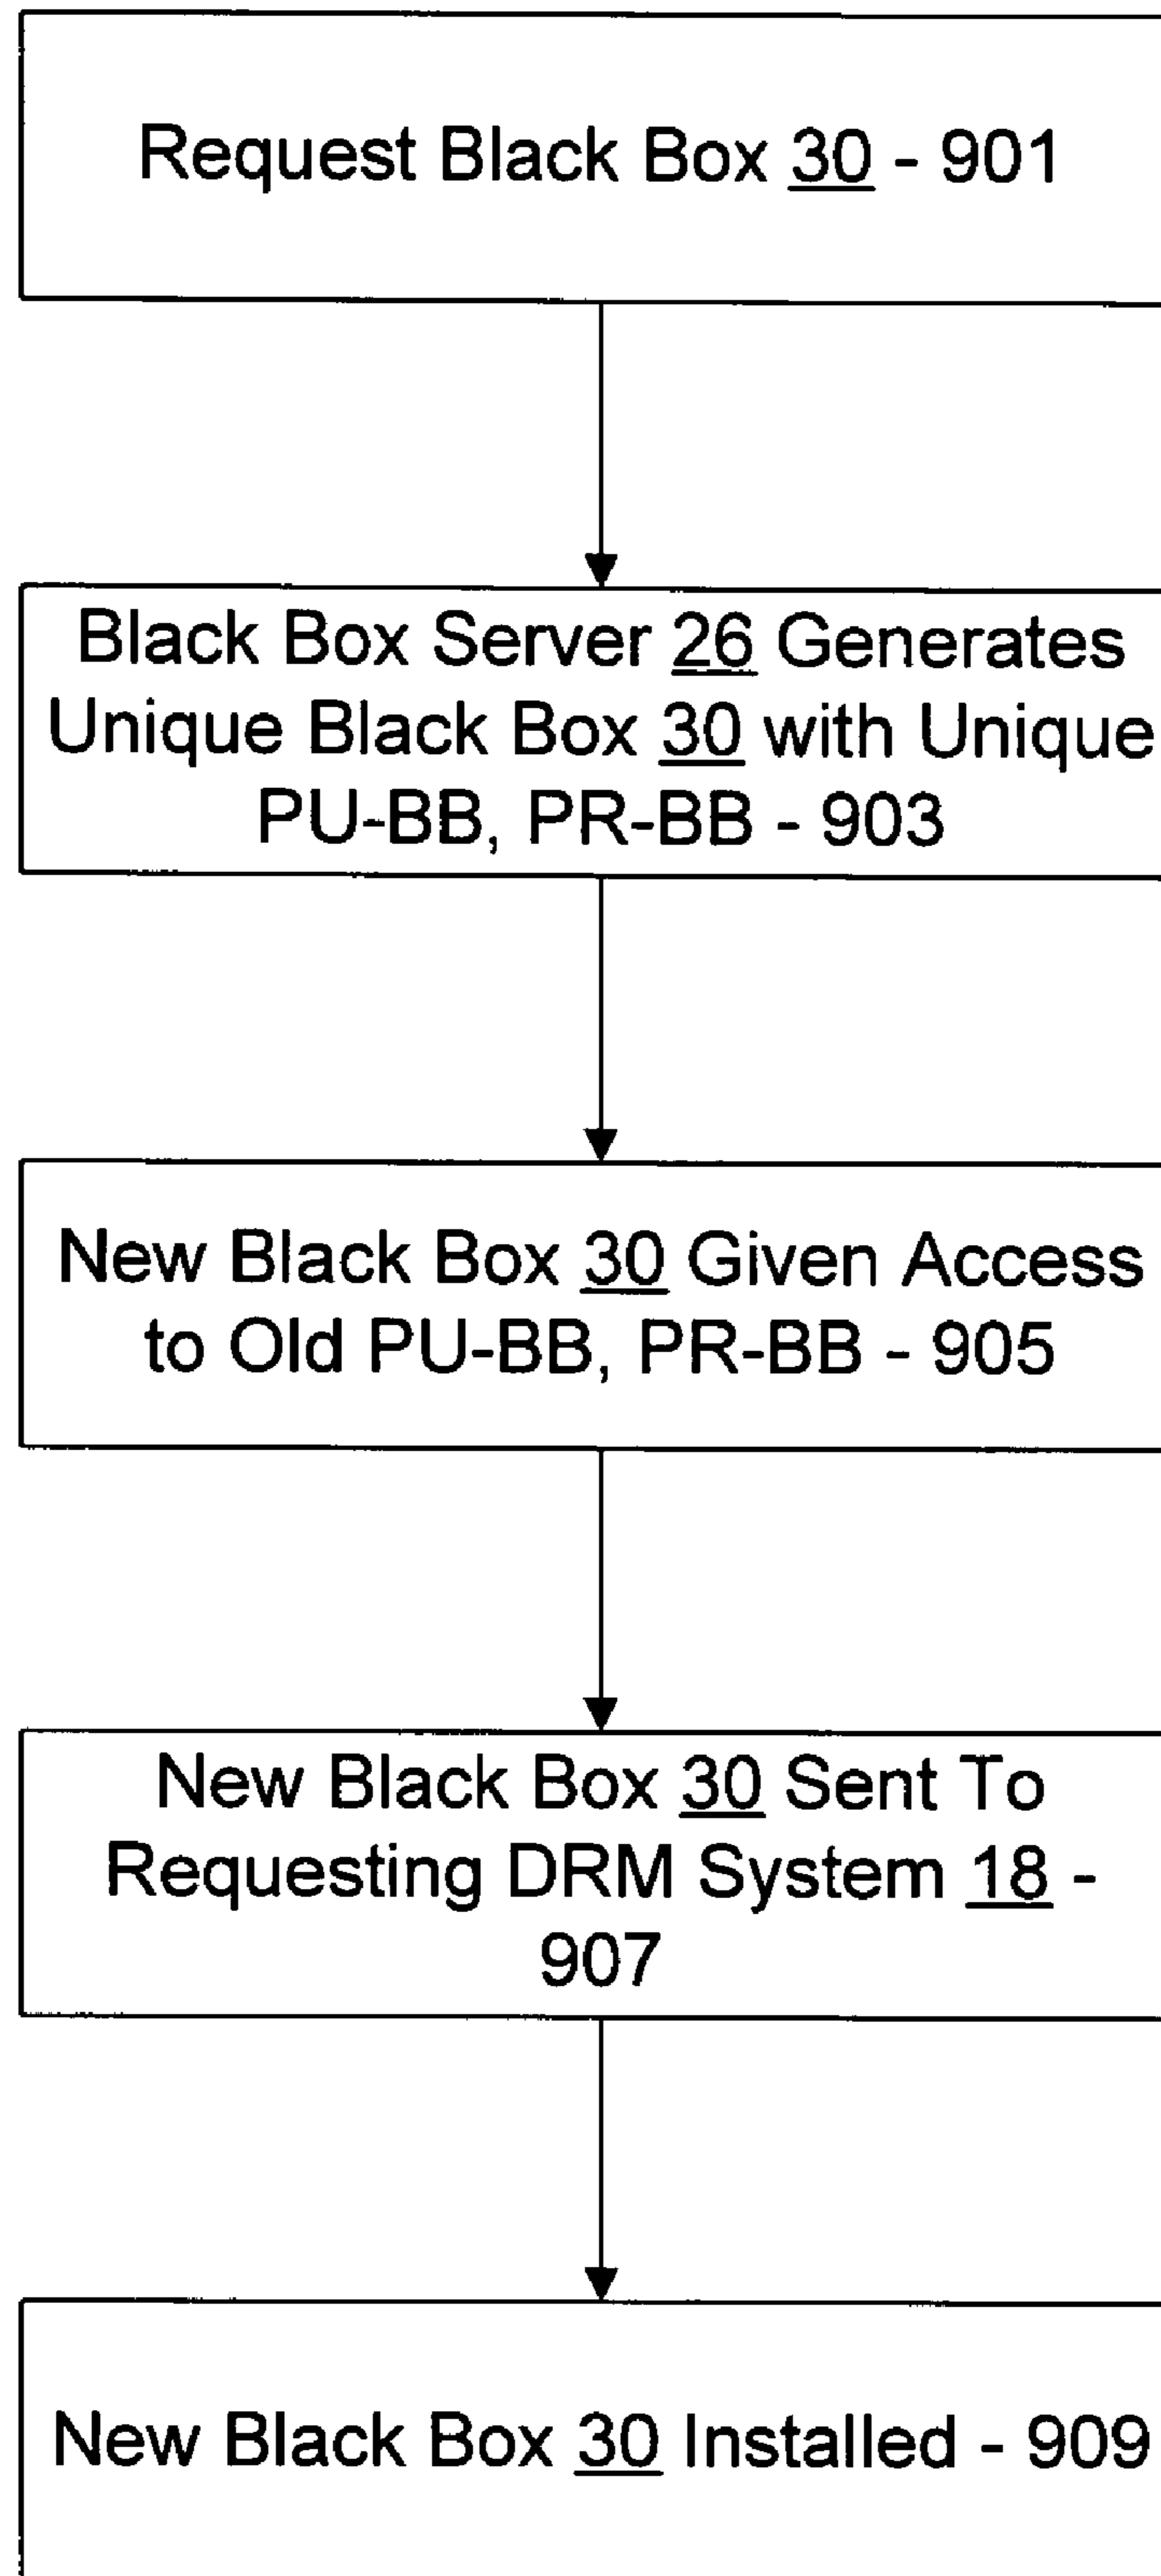 Request Black Box 30 - 901
Black Box Server 26 Generates
Unique Black Box 30 with Unique
PU-BB, PR-BB - 903
New Black Box 30 Given Access
to Old PU-BB, PR-BB - 905
New Black Box 30 Sent To
Requesting DRM System 18 -
907
New Black Box 30 Installed - 909